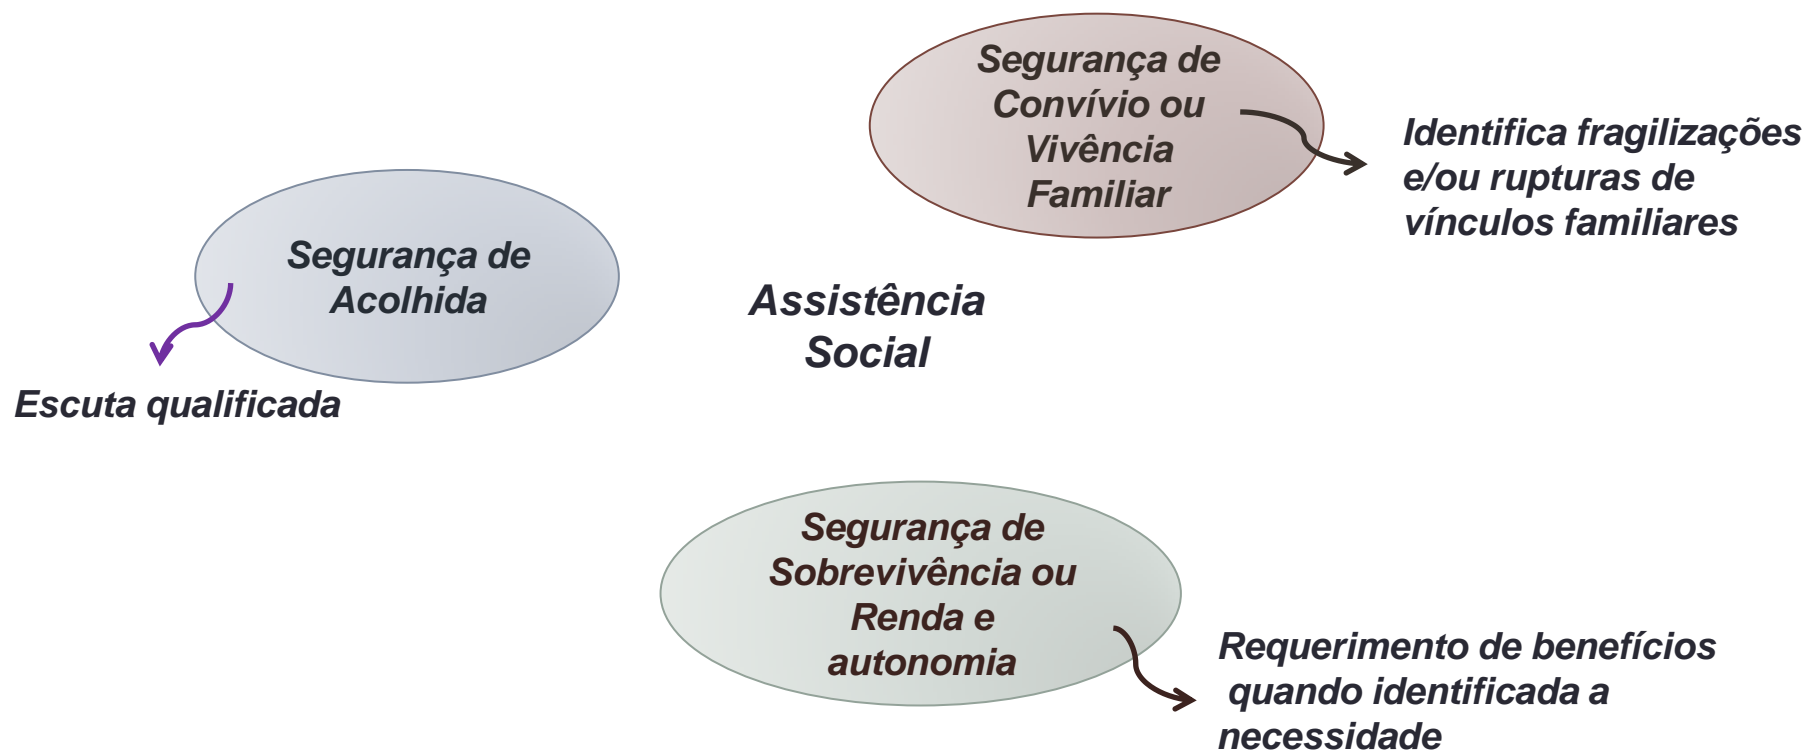 Segurança de
Convívio ou
Vivência
Familiar
Identifica fragilizações
e/ou rupturas de
vínculos familiares
Segurança de
Acolhida
Escuta qualificada
Assistência
Social
Segurança de
Sobrevivência ou
Renda e
autonomia
Requerimento de benefícios
quando identificada a
necessidade